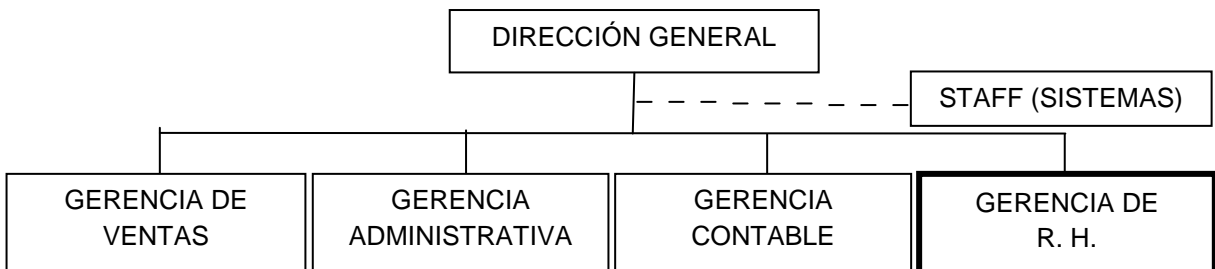 DIRECCIÓN GENERAL
STAFF (SISTEMAS)
GERENCIA DE
VENTAS
GERENCIA
ADMINISTRATIVA
GERENCIA
CONTABLE
GERENCIA DE
R. H.